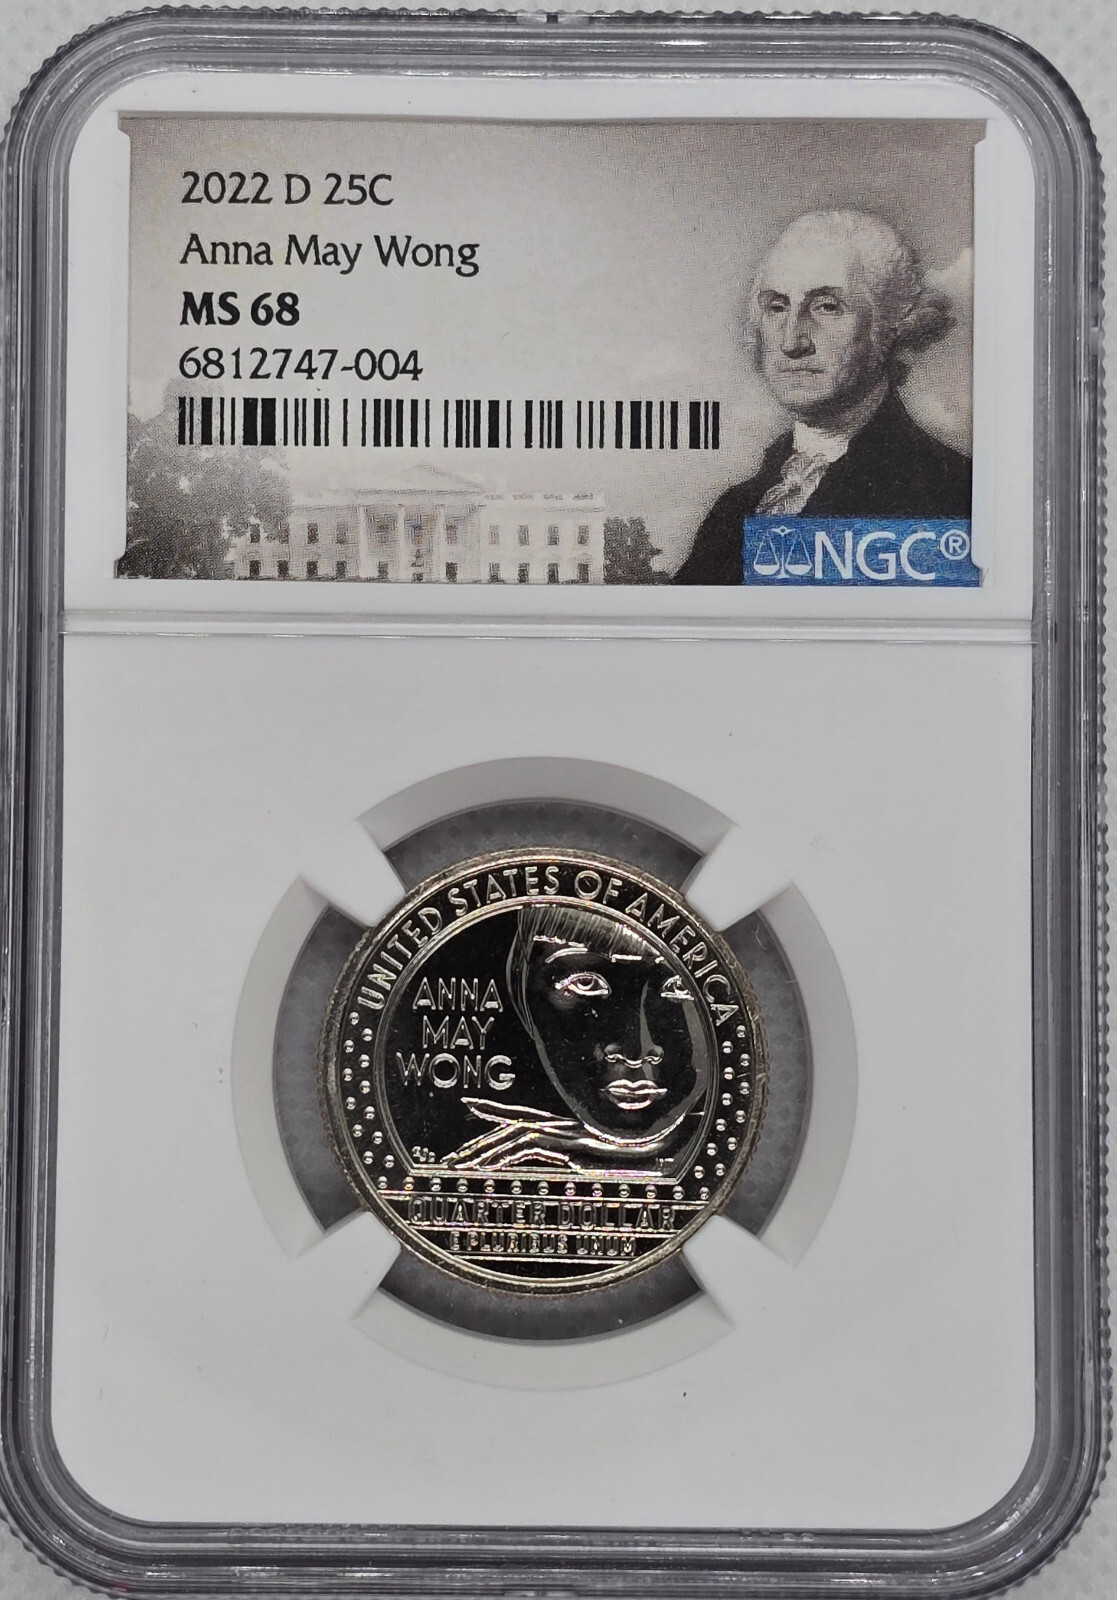 2022 D 25C
Anna May Wong
MS 68
6812747-004
NGC®
UNITED STATES OF AMERICA
ANNA
MAY
WONG
QUARTER DOLLAR
E PLURIBUS UNUM